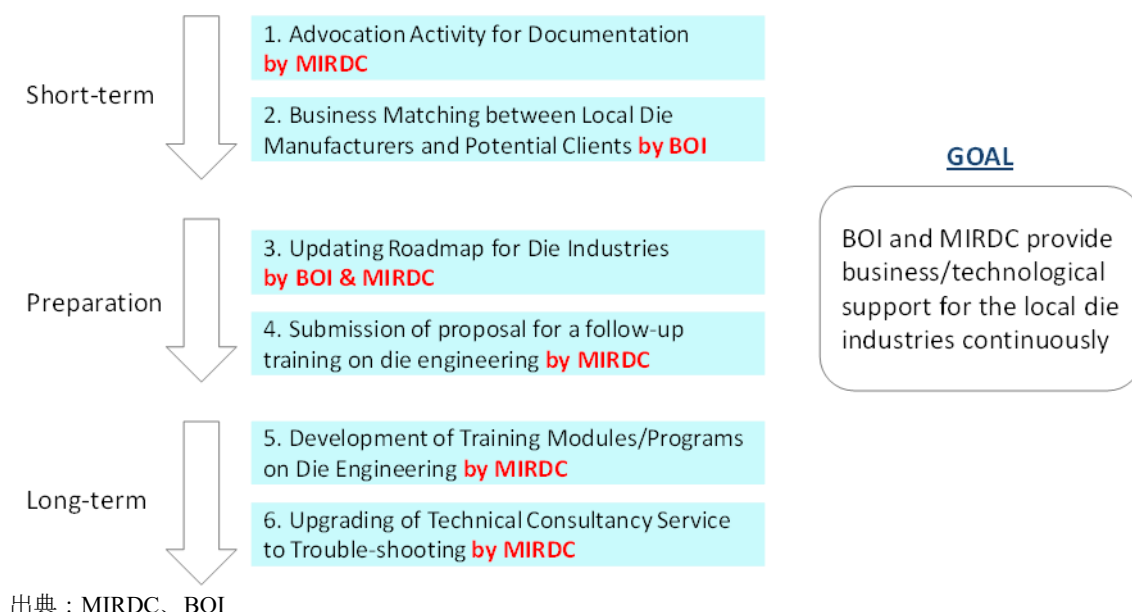 Short-term
1. Advocation Activity for Documentation
by MIRDC
2. Business Matching between Local Die
Manufacturers and Potential Clients by BOI
Preparation
3. Updating Roadmap for Die Industries
by BOI & MIRDC
4. Submission of proposal for a follow-up
training on die engineering by MIRDC
Long-term
5. Development of Training Modules/Programs
on Die Engineering by MIRDC
6. Upgrading of Technical Consultancy Service
to Trouble-shooting by MIRDC
GOAL
BOI and MIRDC provide
business/technological
support for the local die
industries continuously
出典：MIRDC、BOI